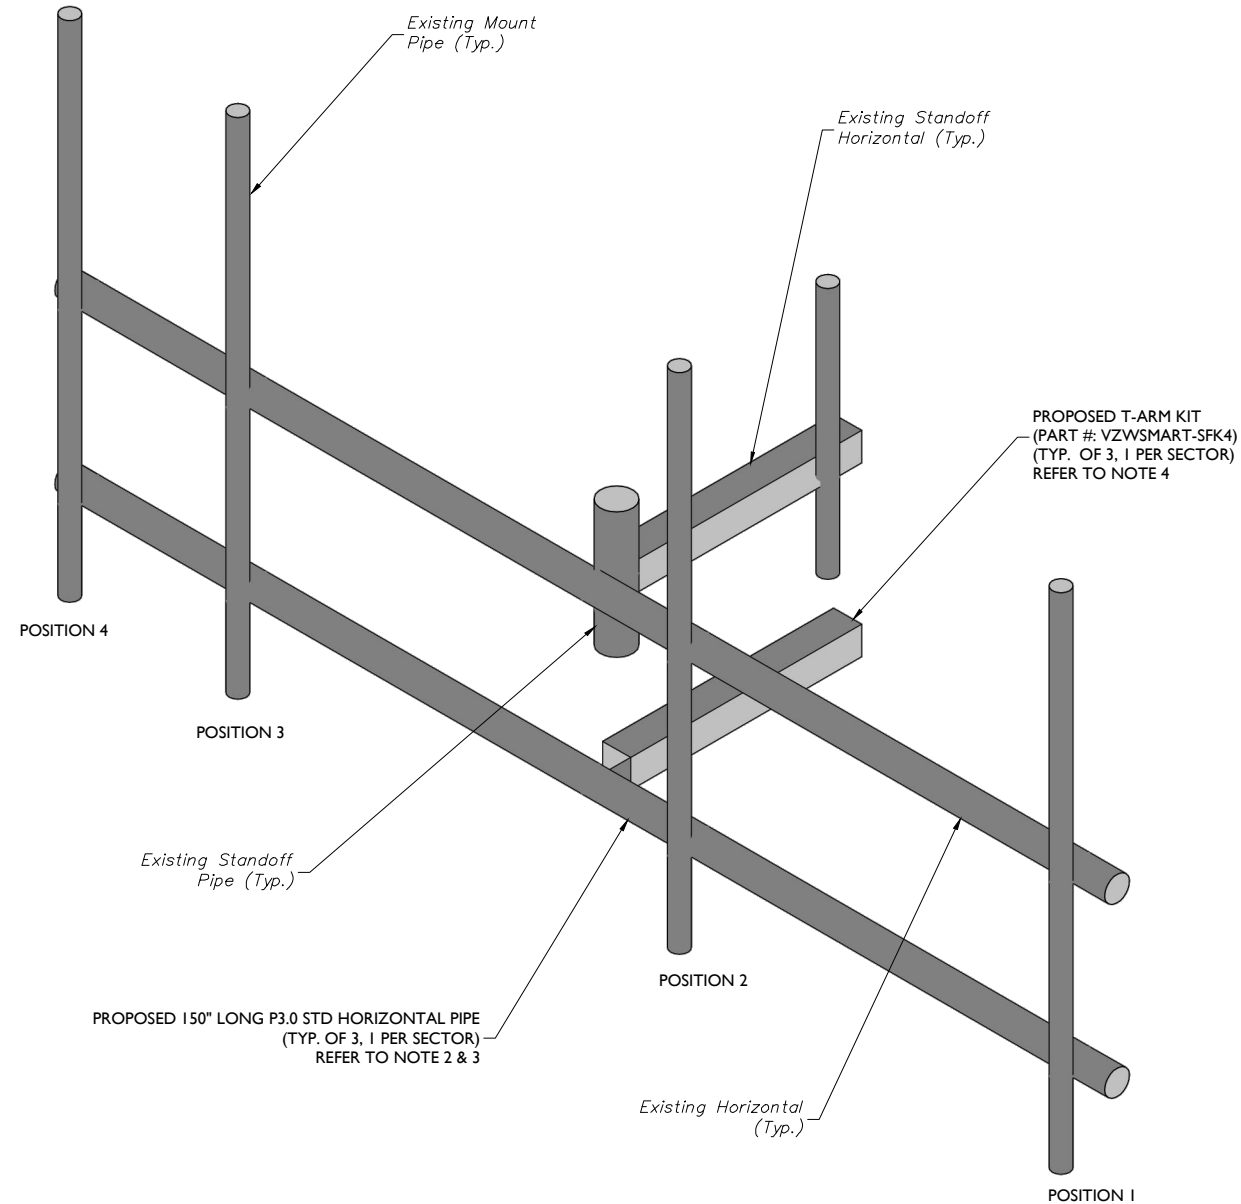 Existing Mount
Pipe (Typ.)
Existing Standoff
Horizontal (Typ.)
PROPOSED T-ARM KIT
(PART #: VZWSMART-SFK4)
(TYP. OF 3, 1 PER SECTOR)
REFER TO NOTE 4
POSITION 4
POSITION 3
Existing Standoff
Pipe (Typ.)
POSITION 2
PROPOSED 150" LONG P3.0 STD HORIZONTAL PIPE
(TYP. OF 3, 1 PER SECTOR)
REFER TO NOTE 2 & 3
Existing Horizontal
(Typ.)
POSITION 1